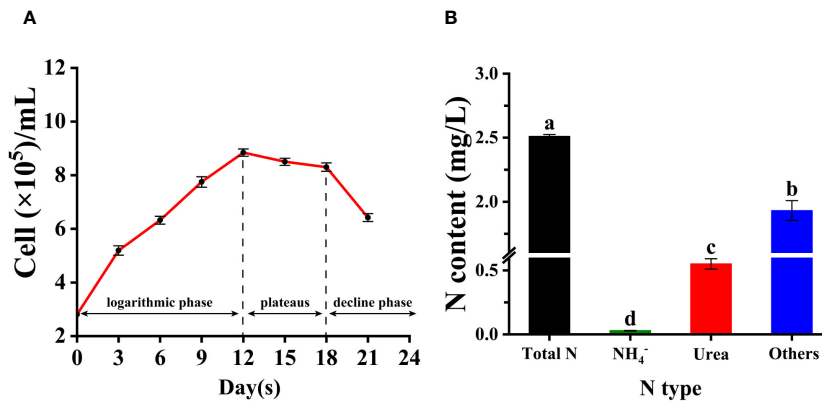 A
Cell (×10⁵)/mL
12
10
8
6
4
2
logarithmic phase
plateaus
decline phase
0 3 6 9 12 15 18 21 24
Day(s)
B
N content (mg/L)
3.0
2.5
2.0
0.5
0.0
a
d
c
b
Total N NH₄⁻ Urea Others
N type